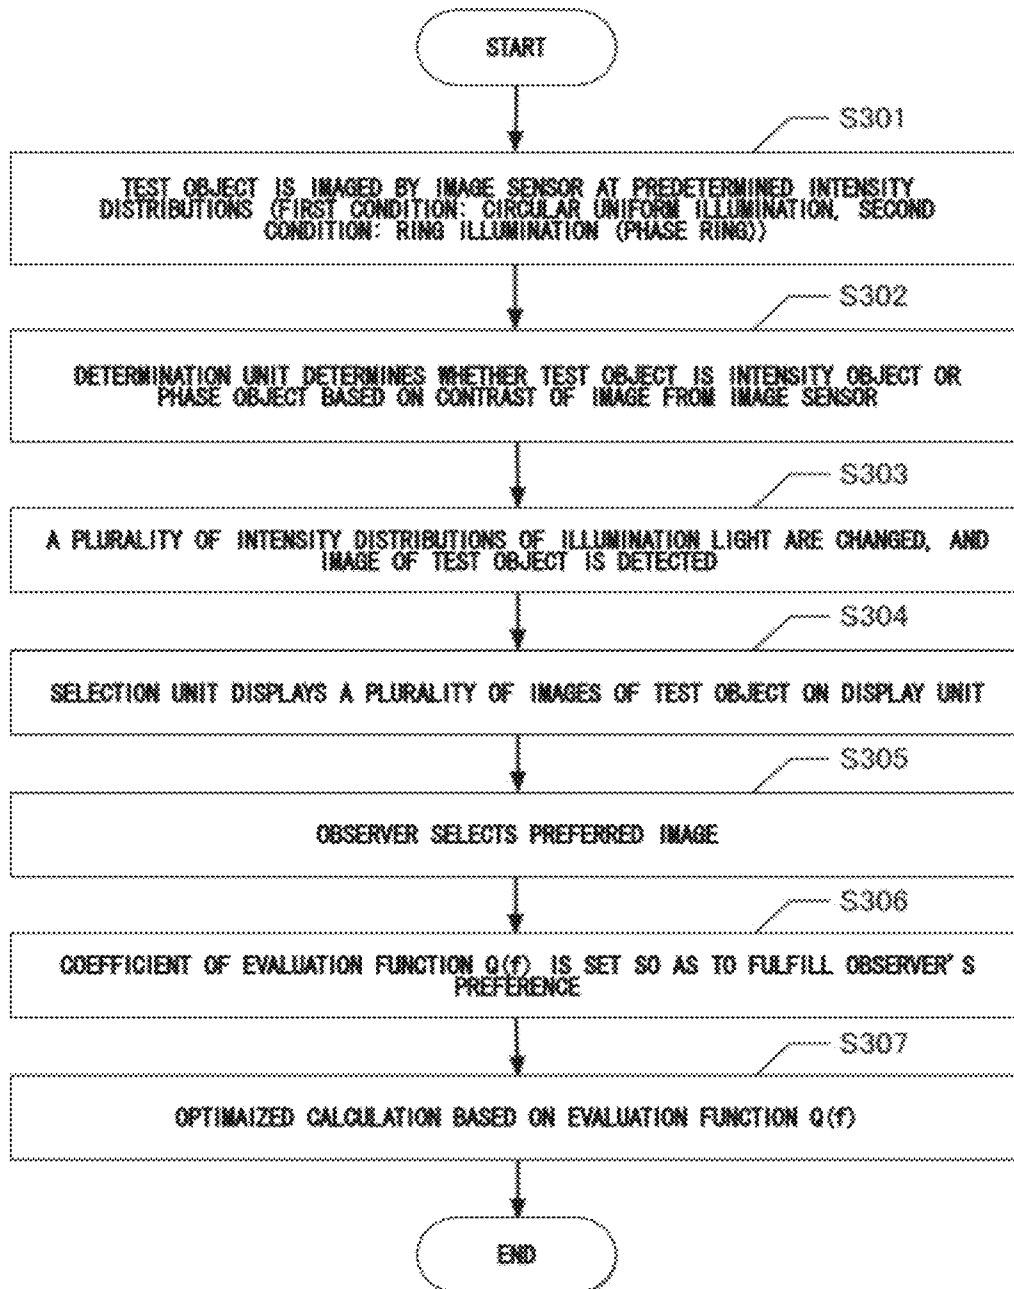 START
S301
TEST OBJECT IS IMAGED BY IMAGE SENSOR AT PREDETERMINED INTENSITY
DISTRIBUTIONS (FIRST CONDITION: CIRCULAR UNIFORM ILLUMINATION, SECOND
CONDITION: RING ILLUMINATION (PHASE RING))
S302
DETERMINATION UNIT DETERMINES WHETHER TEST OBJECT IS INTENSITY OBJECT OR
PHASE OBJECT BASED ON CONTRAST OF IMAGE FROM IMAGE SENSOR
S303
A PLURALITY OF INTENSITY DISTRIBUTIONS OF ILLUMINATION LIGHT ARE CHANGED, AND
IMAGE OF TEST OBJECT IS DETECTED
S304
SELECTION UNIT DISPLAYS A PLURALITY OF IMAGES OF TEST OBJECT ON DISPLAY UNIT
S305
OBSERVER SELECTS PREFERRED IMAGE
S306
COEFFICIENT OF EVALUATION FUNCTION Q(f) IS SET SO AS TO FULFILL OBSERVER'S
PREFERENCE
S307
OPTIMAIZED CALCULATION BASED ON EVALUATION FUNCTION Q(f)
END